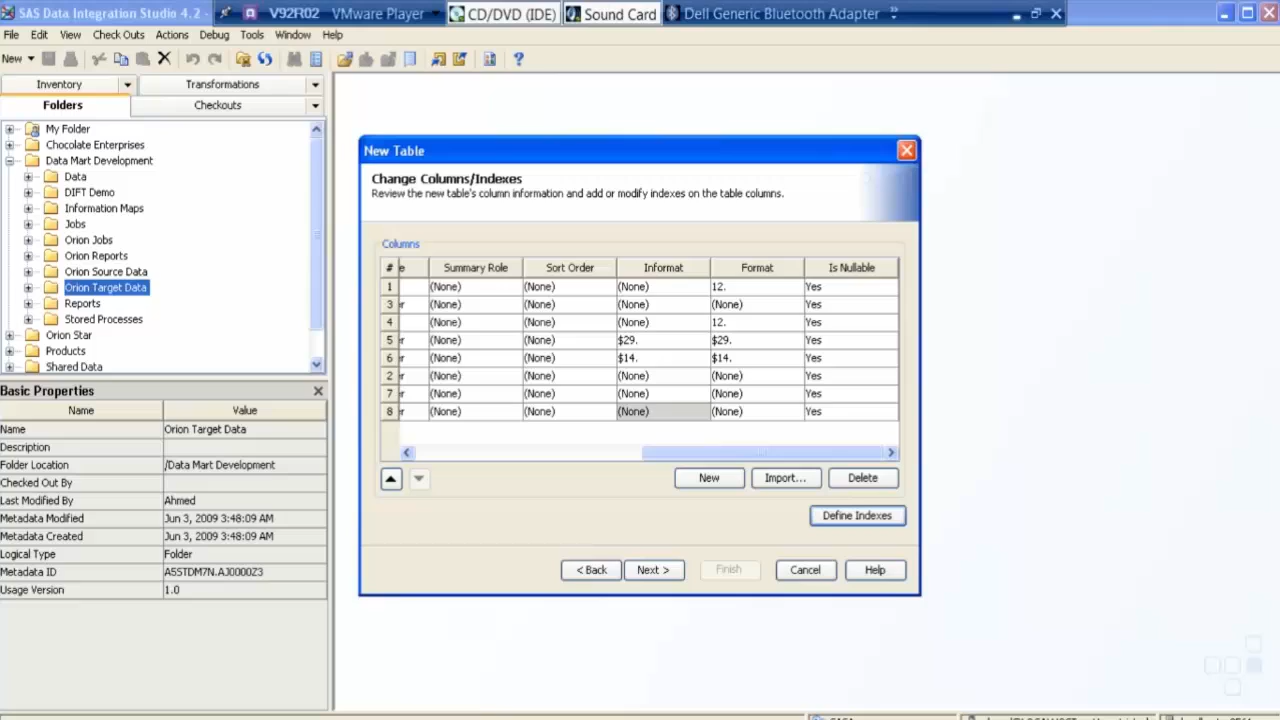 SAS Data Integration Studio 4.2 -
V92R02 VMware Player CD/DVD (IDE) Sound Card Dell Generic Bluetooth Adapter
File Edit View Check Outs Actions Debug Tools Window Help
New
Inventory Transformations
Folders Checkouts
My Folder
Chocolate Enterprises
Data Mart Development
Data
DIFT Demo
Information Maps
Jobs
Orion Jobs
Orion Reports
Orion Source Data
Orion Target Data
Reports
Stored Processes
Orion Star
Products
Shared Data
Basic Properties
Name Value
Name Orion Target Data
Description
Folder Location /Data Mart Development
Checked Out By
Last Modified By Ahmed
Metadata Modified Jun 3, 2009 3:48:09 AM
Metadata Created Jun 3, 2009 3:48:09 AM
Logical Type Folder
Metadata ID A5STDM7N.AJ0000Z3
Usage Version 1.0
New Table
Change Columns/Indexes
Review the new table's column information and add or modify indexes on the table columns.
Columns
# e Summary Role Sort Order Informat Format Is Nullable
1 (None) (None) (None) 12. Yes
3 r (None) (None) (None) (None) Yes
4 (None) (None) (None) 12. Yes
5 r (None) (None) $29. $29. Yes
6 r (None) (None) $14. $14. Yes
2 r (None) (None) (None) (None) Yes
7 r (None) (None) (None) (None) Yes
8 r (None) (None) (None) (None) Yes
New Import... Delete
Define Indexes
< Back Next > Finish Cancel Help